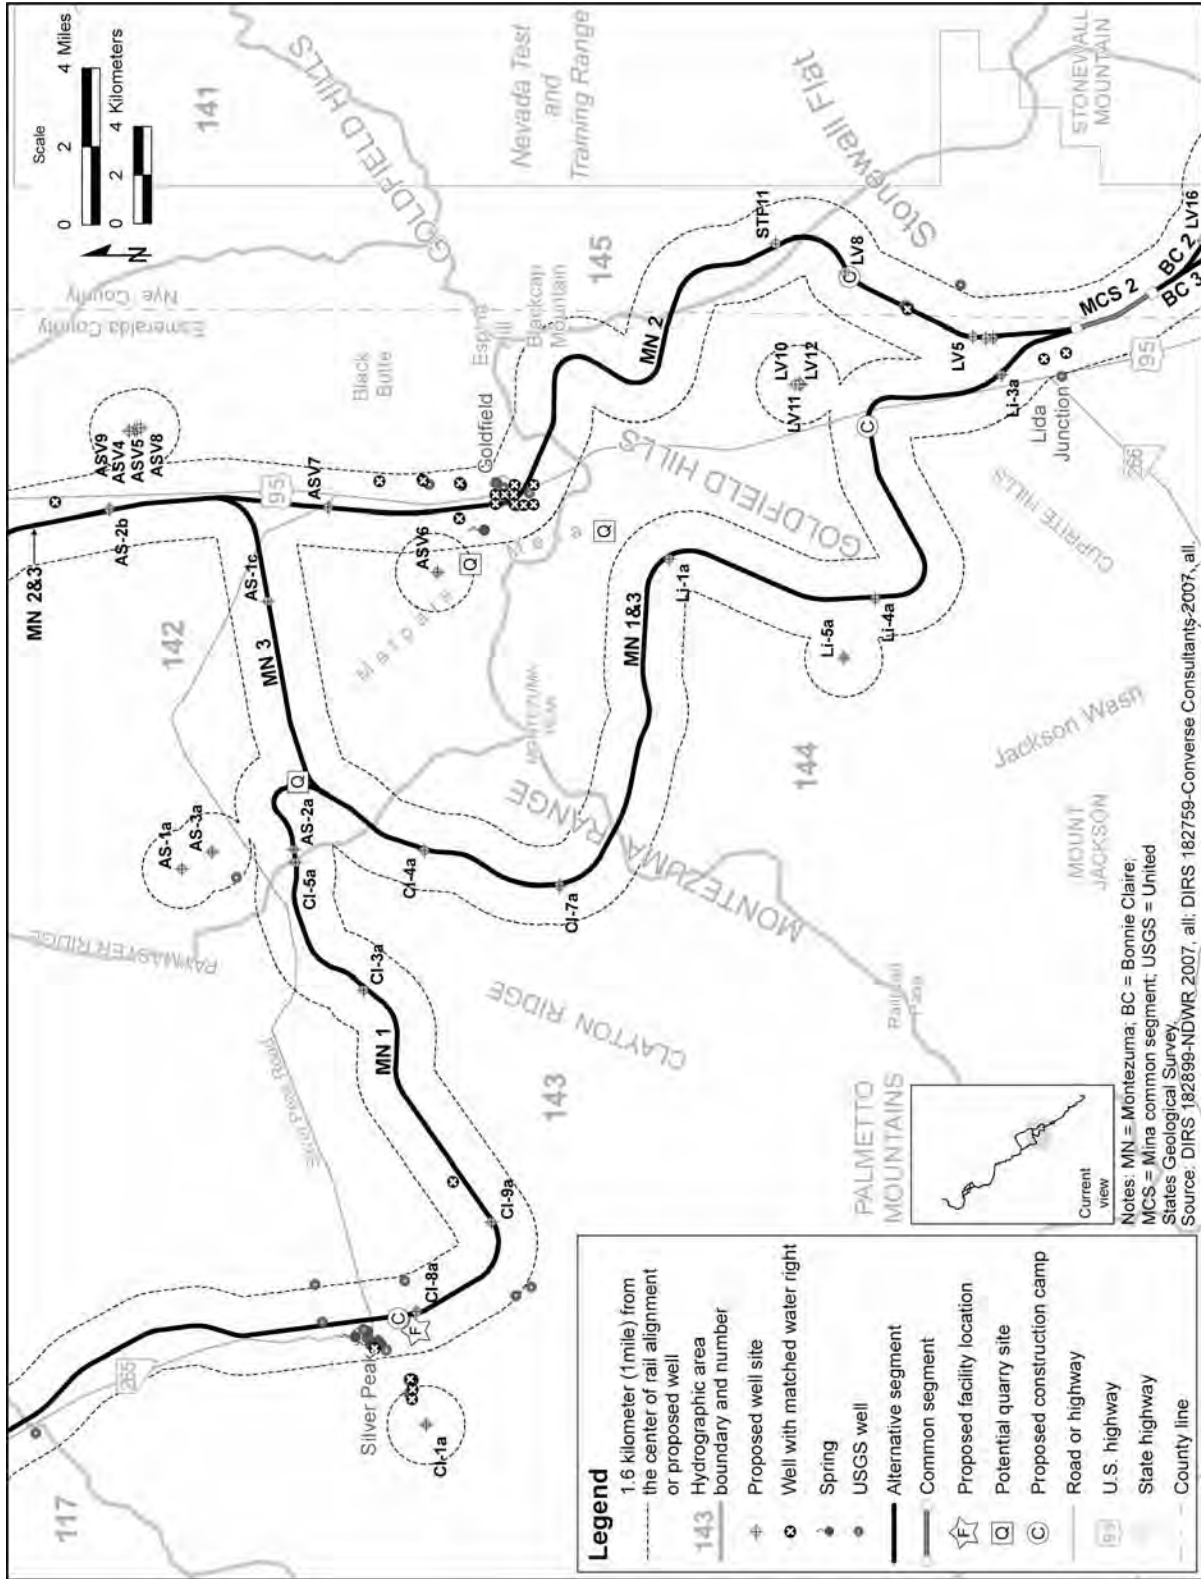 Scale
0 2 4 Miles
0 2 4 Kilometers
N
117
265
Silver Peak
Cl-1a
F
C
Cl-8a
Cl-9a
MN 1
Cl-3a
Cl-5a
143
CLAYTON RIDGE
PAYMASTER RIDGE
AS-1a
AS-3a
AS-2a
Q
Cl-4a
Cl-7a
MONTEZUMA RANGE
142
MN 3
AS-1c
MN 2&3
AS-2b
95
ASV7
ASV9
ASV4
ASV5
ASV8
ASV6
Q
Q
Goldfield
Black
Butte
Esmeralda County
Nye County
141
GOLDFIELD HILLS
Nevada Test
and
Training Range
Blackcap
Mountain
145
MN 2
STF11
LV8
C
Stonewall Flat
STONEWALL
MOUNTAIN
MN 1&3
Li-1a
GOLDFIELD HILLS
LV10
LV11
LV12
Li-5a
Li-4a
C
144
LV5
Li-3a
MCS 2
BC 2
BC 3
LV16
95
Lida
Junction
266
CUPRITE HILLS
Jackson Wash
MOUNT
JACKSON
PALMETTO
MOUNTAINS
Current
view
Legend
1.6 kilometer (1mile) from
the center of rail alignment
or proposed well
143 Hydrographic area
boundary and number
Proposed well site
Well with matched water right
Spring
USGS well
Alternative segment
Common segment
F Proposed facility location
Q Potential quarry site
C Proposed construction camp
Road or highway
U.S. highway
State highway
County line
Notes: MN = Montezuma; BC = Bonnie Claire;
MCS = Mina common segment; USGS = United
States Geological Survey.
Source: DIRS 182899-NDWR 2007, all; DIRS 182759-Converse Consultants 2007, all.